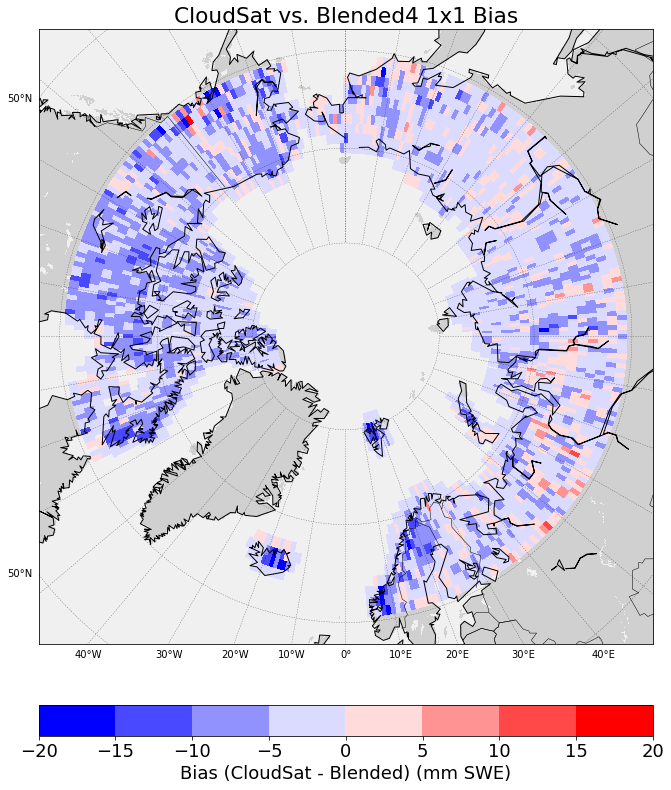 CloudSat vs. Blended4 1x1 Bias
50°N
50°N
40°W 30°W 20°W 10°W 0° 10°E 20°E 30°E 40°E
−20 −15 −10 −5 0 5 10 15 20
Bias (CloudSat - Blended) (mm SWE)